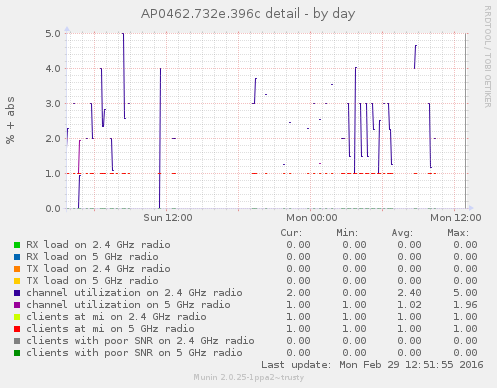 AP0462.732e.396c detail - by day
RRDTOOL / TOBI OETIKER
% + abs
5.0
4.0
3.0
2.0
1.0
0.0
Sun 12:00 Mon 00:00 Mon 12:00
Cur: Min: Avg: Max:
RX load on 2.4 GHz radio 0.00 0.00 0.00 0.00
RX load on 5 GHz radio 0.00 0.00 0.00 0.00
TX load on 2.4 GHz radio 0.00 0.00 0.00 0.00
TX load on 5 GHz radio 0.00 0.00 0.00 0.00
channel utilization on 2.4 GHz radio 2.00 0.00 2.40 5.00
channel utilization on 5 GHz radio 1.00 1.00 1.02 1.96
clients at mi on 2.4 GHz radio 1.00 1.00 1.00 1.00
clients at mi on 5 GHz radio 1.00 1.00 1.00 1.00
clients with poor SNR on 2.4 GHz radio 0.00 0.00 0.00 0.00
clients with poor SNR on 5 GHz radio 0.00 0.00 0.00 0.00
Last update: Mon Feb 29 12:51:55 2016
Munin 2.0.25-1ppa2~trusty